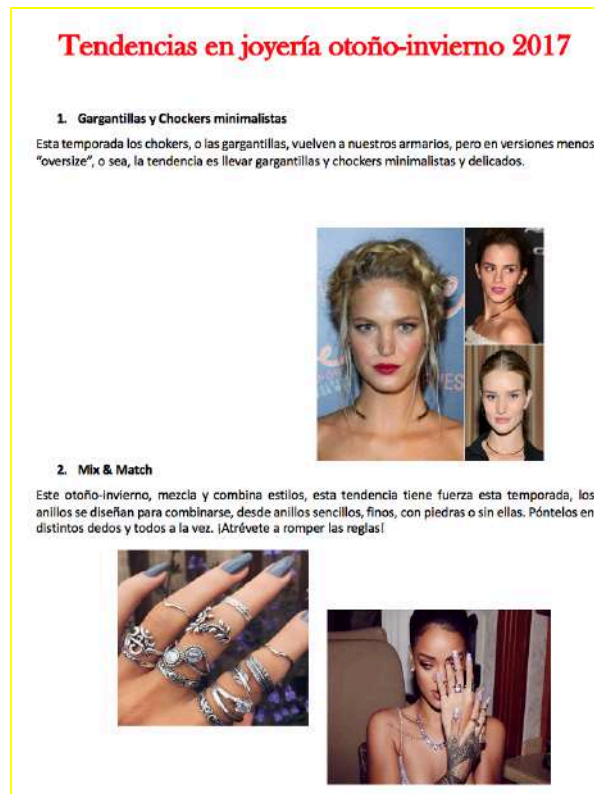 Tendencias en joyería otoño-invierno 2017
1. Gargantillas y Chockers minimalistas
Esta temporada los chokers, o las gargantillas, vuelven a nuestros armarios, pero en versiones menos
"oversize", o sea, la tendencia es llevar gargantillas y chockers minimalistas y delicados.
2. Mix & Match
Este otoño-invierno, mezcla y combina estilos, esta tendencia tiene fuerza esta temporada, los
anillos se diseñan para combinarse, desde anillos sencillos, finos, con piedras o sin ellas. Póntelos en
distintos dedos y todos a la vez. ¡Atrévete a romper las reglas!